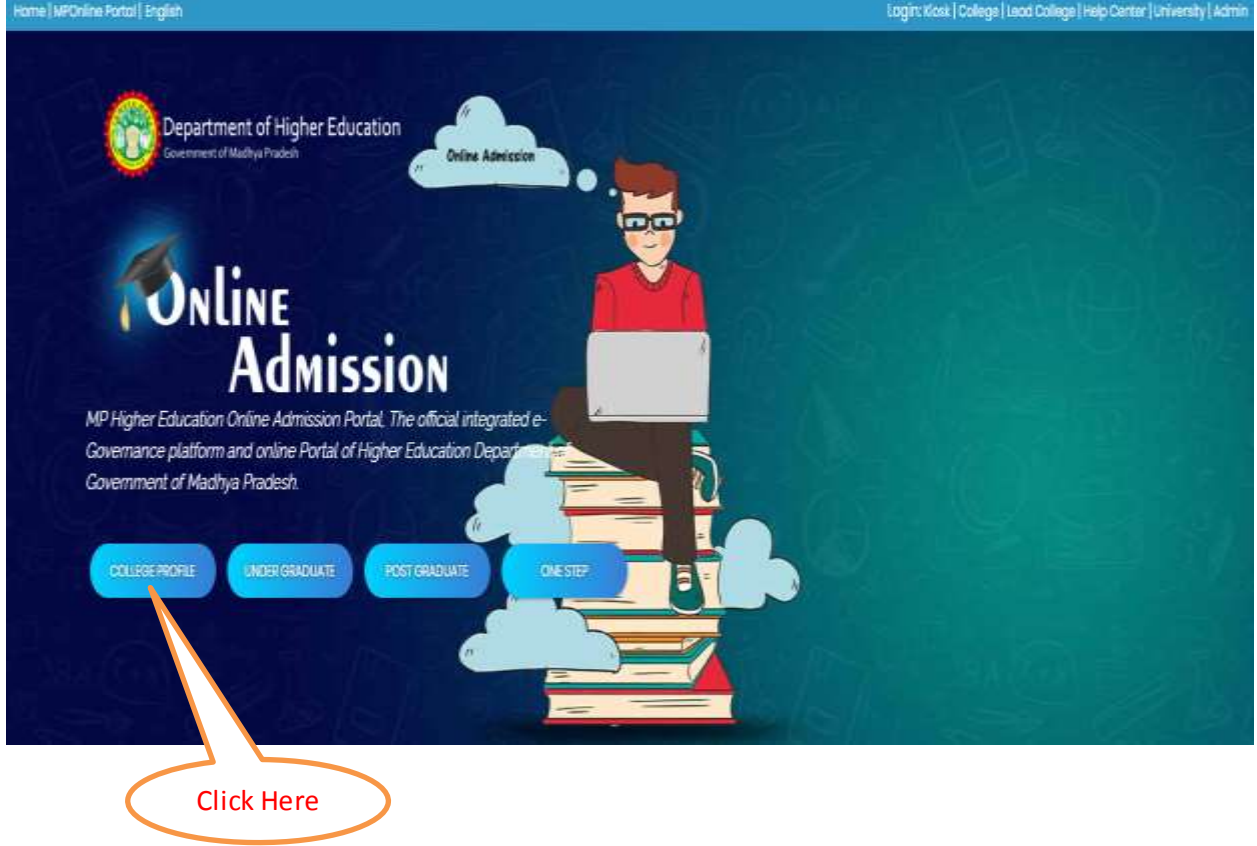 Home | MPOnline Portal | English
Login: Kiosk | College | Lead College | Help Center | University | Admin
Department of Higher Education
Government of Madhya Pradesh
Online Admission
Online
Admission
MP Higher Education Online Admission Portal. The official integrated e-
Governance platform and online Portal of Higher Education Department of
Government of Madhya Pradesh.
COLLEGE PROFILE
UNDER GRADUATE
POST GRADUATE
ONE STEP
Click Here